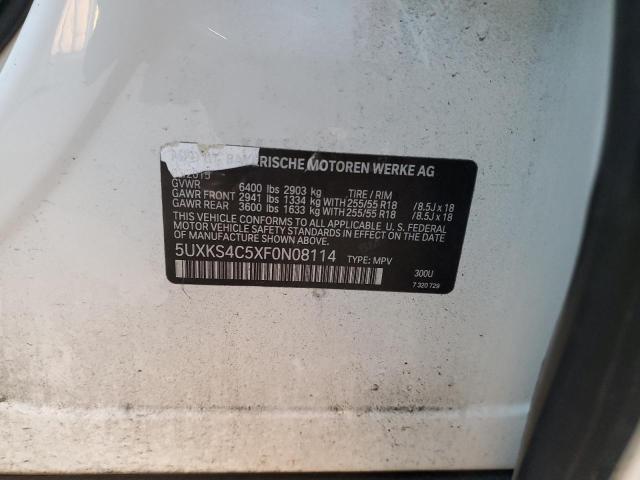 BAYERISCHE MOTOREN WERKE AG
GVWR 6400 lbs 2903 kg TIRE / RIM
GAWR FRONT 2941 lbs 1334 kg WITH 255/55 R18 / 8.5J x 18
GAWR REAR 3600 lbs 1633 kg WITH 255/55 R18 / 8.5J x 18
THIS VEHICLE CONFORMS TO ALL APPLICABLE U.S. FEDERAL
MOTOR VEHICLE SAFETY STANDARDS IN EFFECT ON THE DATE
OF MANUFACTURE SHOWN ABOVE.
5UXKS4C5XF0N08114 TYPE: MPV
300U
7 320 729